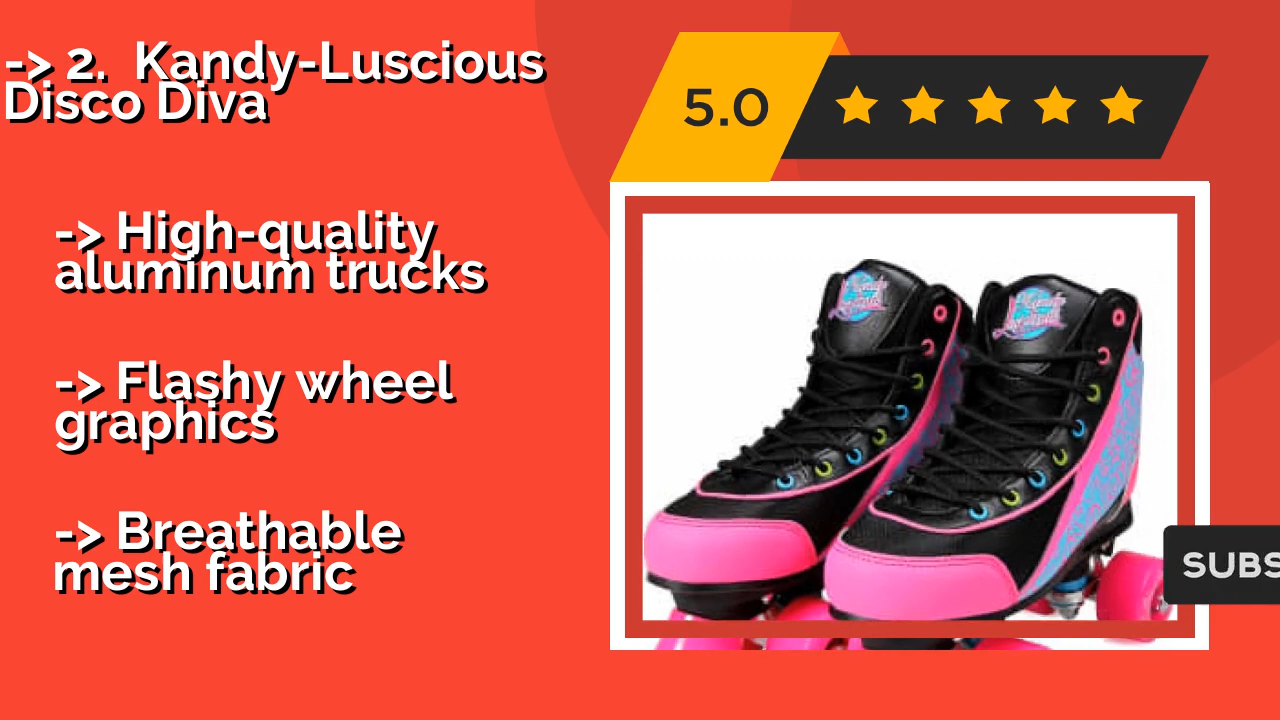 -> 2. Kandy-Luscious
Disco Diva
5.0
-> High-quality
aluminum trucks
-> Flashy wheel
graphics
-> Breathable
mesh fabric
SUBS